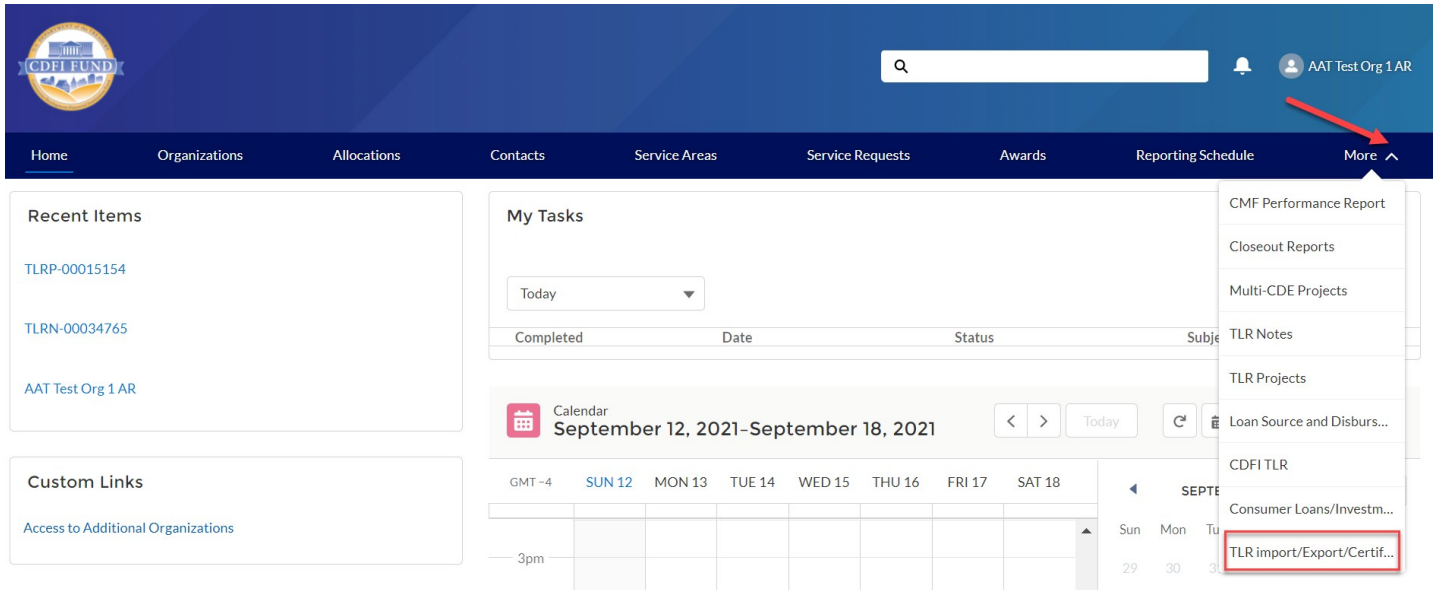 CDFI FUND
AAT Test Org 1 AR
Home Organizations Allocations Contacts Service Areas Service Requests Awards Reporting Schedule More
Recent Items
TLRP-00015154
TLRN-00034765
AAT Test Org 1 AR
Custom Links
Access to Additional Organizations
My Tasks
Today
Completed Date Status Subje
Calendar
September 12, 2021–September 18, 2021
Today
GMT −4 SUN 12 MON 13 TUE 14 WED 15 THU 16 FRI 17 SAT 18
3pm
SEPTE
Sun Mon Tu
29 30
CMF Performance Report
Closeout Reports
Multi-CDE Projects
TLR Notes
TLR Projects
Loan Source and Disburs...
CDFI TLR
Consumer Loans/Investm...
TLR import/Export/Certif...